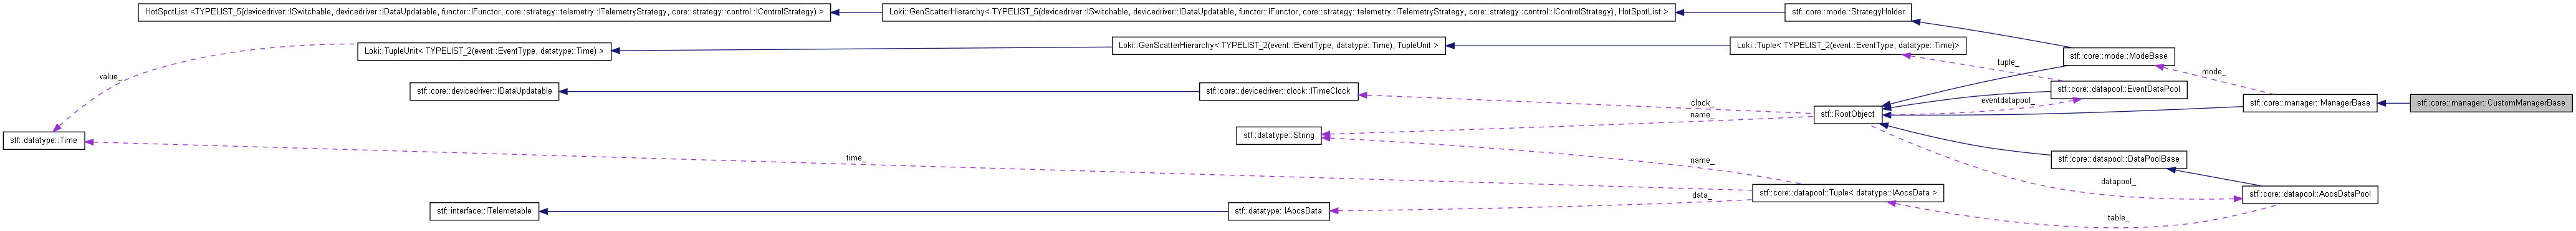 HotSpotList <TYPELIST_5(devicedriver::ISwitchable, devicedriver::IDataUpdatable, functor::IFunctor, core::strategy::telemetry::ITelemetryStrategy, core::strategy::control::IControlStrategy) >
Loki::GenScatterHierarchy< TYPELIST_5(devicedriver::ISwitchable, devicedriver::IDataUpdatable, functor::IFunctor, core::strategy::telemetry::ITelemetryStrategy, core::strategy::control::IControlStrategy), HotSpotList >
stf::core::mode::StrategyHolder
Loki::TupleUnit< TYPELIST_2(event::EventType, datatype::Time) >
Loki::GenScatterHierarchy< TYPELIST_2(event::EventType, datatype::Time), TupleUnit >
Loki::Tuple< TYPELIST_2(event::EventType, datatype::Time)>
stf::core::mode::ModeBase
value_
tuple_
mode_
stf::core::devicedriver::IDataUpdatable
stf::core::devicedriver::clock::ITimeClock
stf::core::datapool::EventDataPool
clock_
eventdatapool_
stf::core::manager::ManagerBase
stf::core::manager::CustomManagerBase
name_
stf::RootObject
stf::datatype::Time
stf::datatype::String
time_
name_
stf::core::datapool::DataPoolBase
datapool_
stf::core::datapool::Tuple< datatype::IAocsData >
stf::core::datapool::AocsDataPool
data_
stf::interface::ITelemetable
stf::datatype::IAocsData
table_